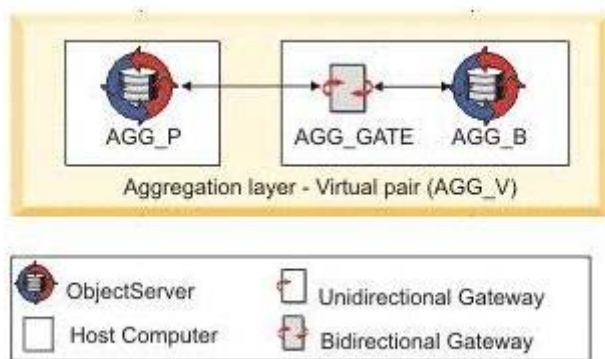 AGG_P
AGG_GATE
AGG_B
Aggregation layer - Virtual pair (AGG_V)
ObjectServer
Unidirectional Gateway
Host Computer
Bidirectional Gateway